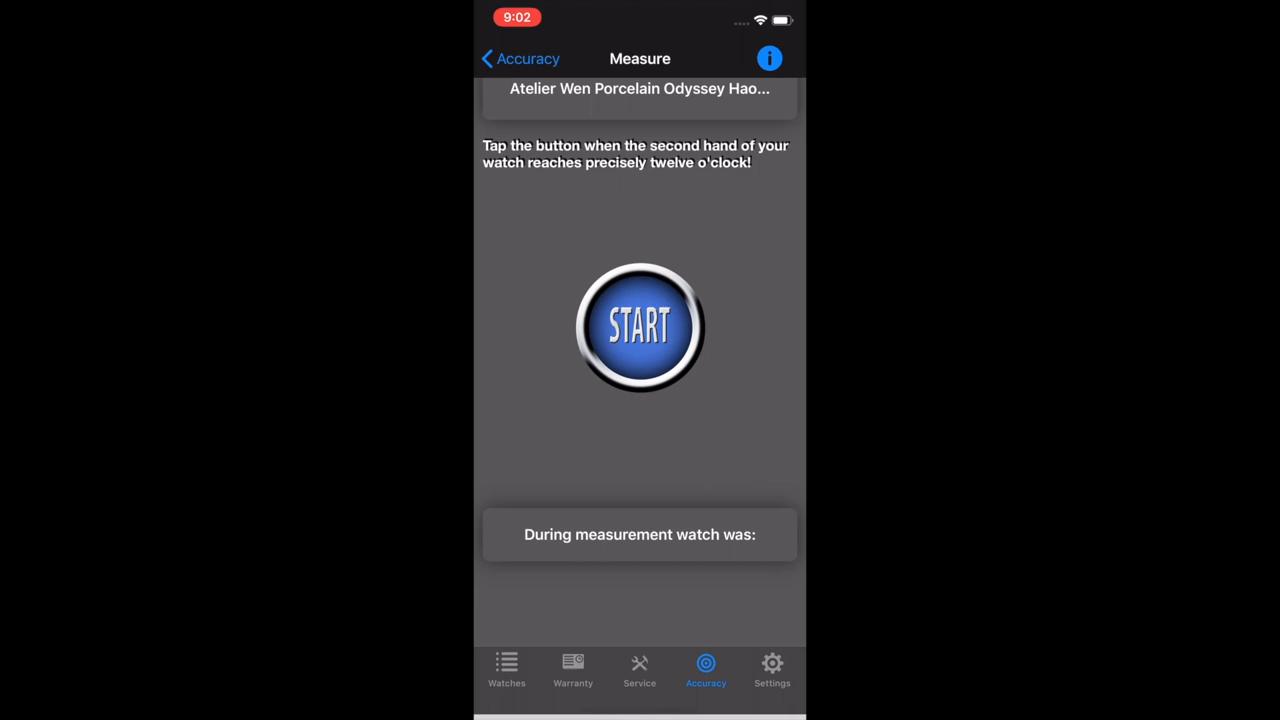 9:02
Accuracy
Measure
Atelier Wen Porcelain Odyssey Hao...
Tap the button when the second hand of your
watch reaches precisely twelve o'clock!
START
During measurement watch was:
Watches
Warranty
Service
Accuracy
Settings